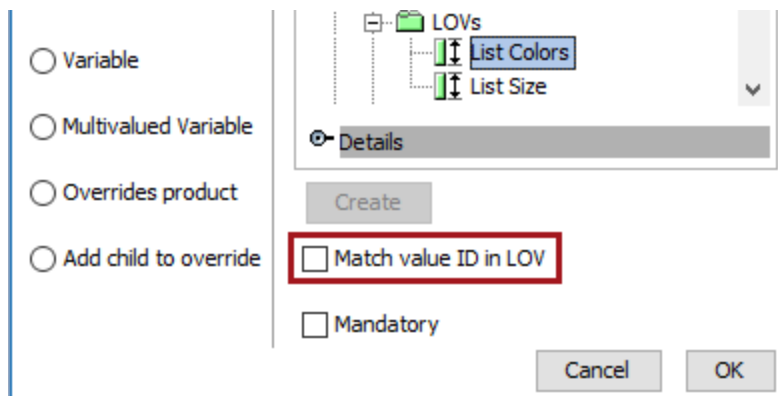 Variable
Multivalued Variable
Overrides product
Add child to override
LOVs
List Colors
List Size
Details
Create
Match value ID in LOV
Mandatory
Cancel
OK